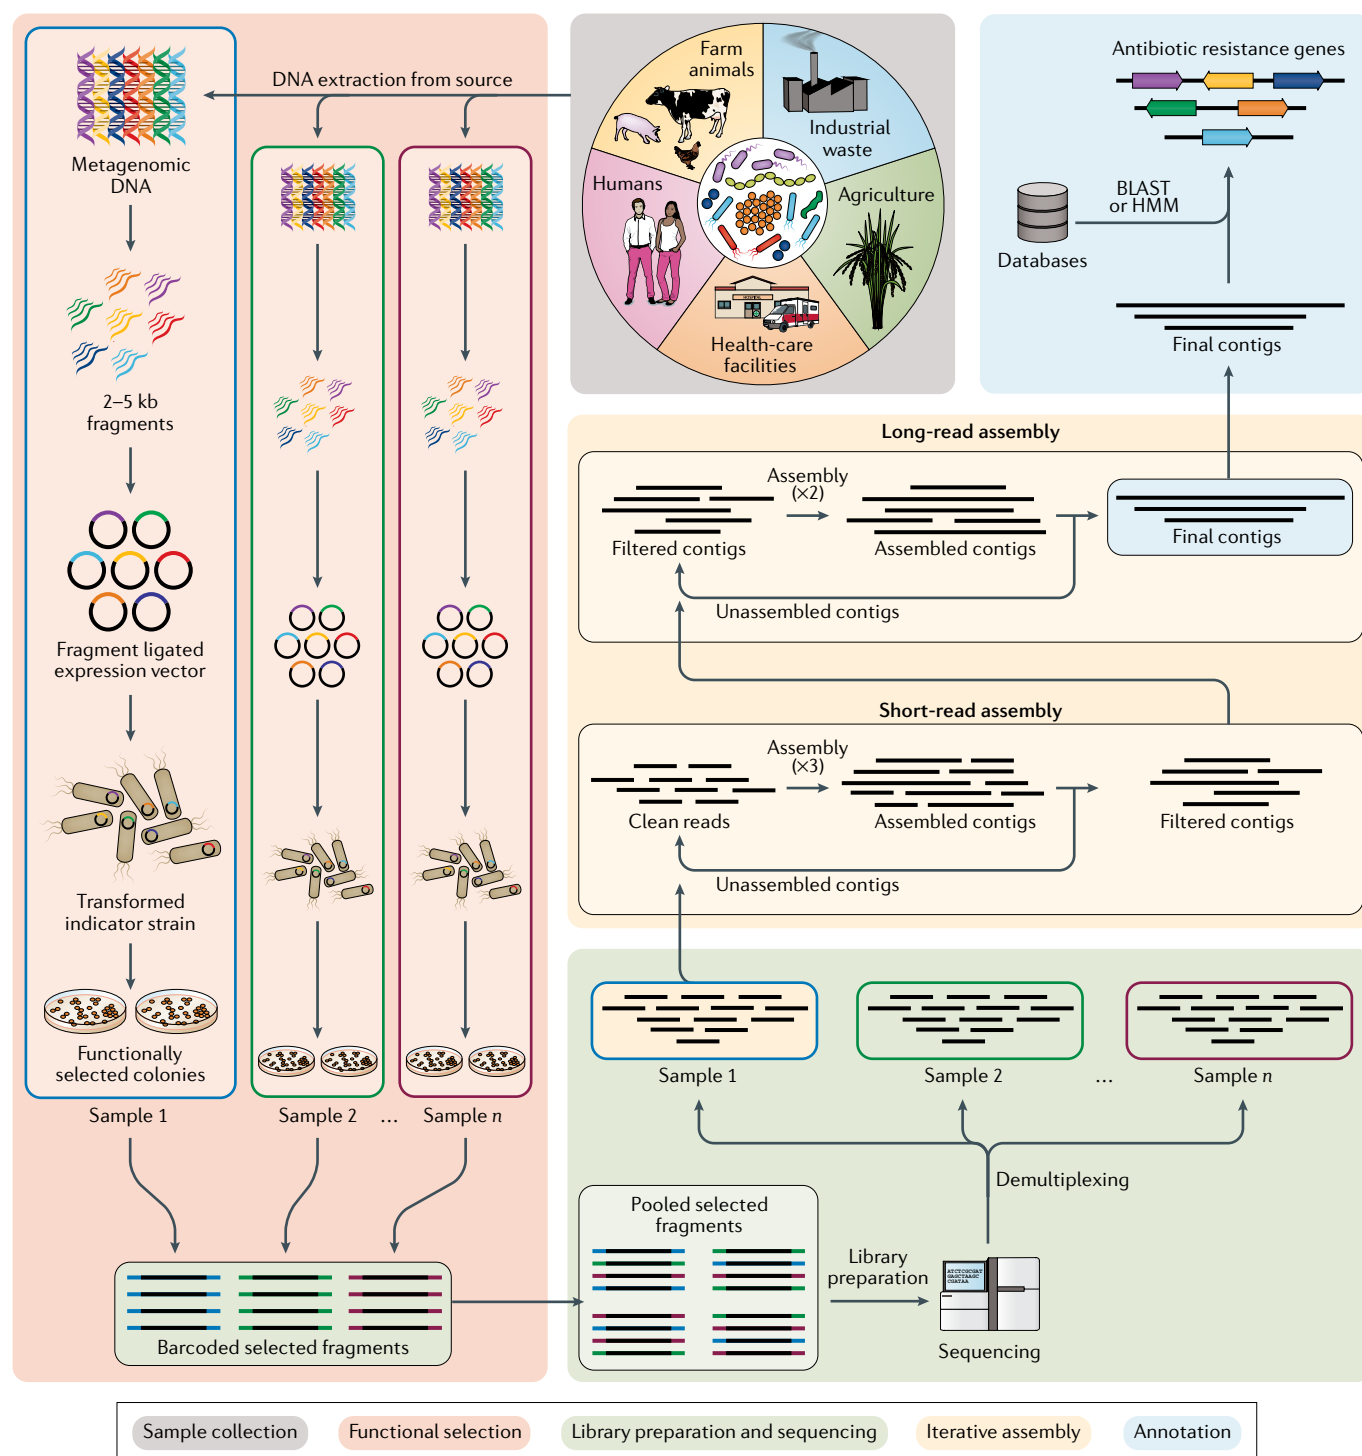 DNA extraction from source
Metagenomic
DNA
2–5 kb
fragments
Fragment ligated
expression vector
Transformed
indicator strain
Functionally
selected colonies
Sample 1
Sample 2
...
Sample n
Barcoded selected fragments
Farm
animals
Industrial
waste
Humans
Agriculture
Health-care
facilities
Antibiotic resistance genes
BLAST
or HMM
Databases
Final contigs
Long-read assembly
Assembly
(×2)
Filtered contigs
Assembled contigs
Final contigs
Unassembled contigs
Short-read assembly
Assembly
(×3)
Clean reads
Assembled contigs
Filtered contigs
Unassembled contigs
Sample 1
Sample 2
...
Sample n
Demultiplexing
Pooled selected
fragments
Library
preparation
ATCTCGCGAT
GAGCTAAGC
CGATAA
Sequencing
Sample collection
Functional selection
Library preparation and sequencing
Iterative assembly
Annotation